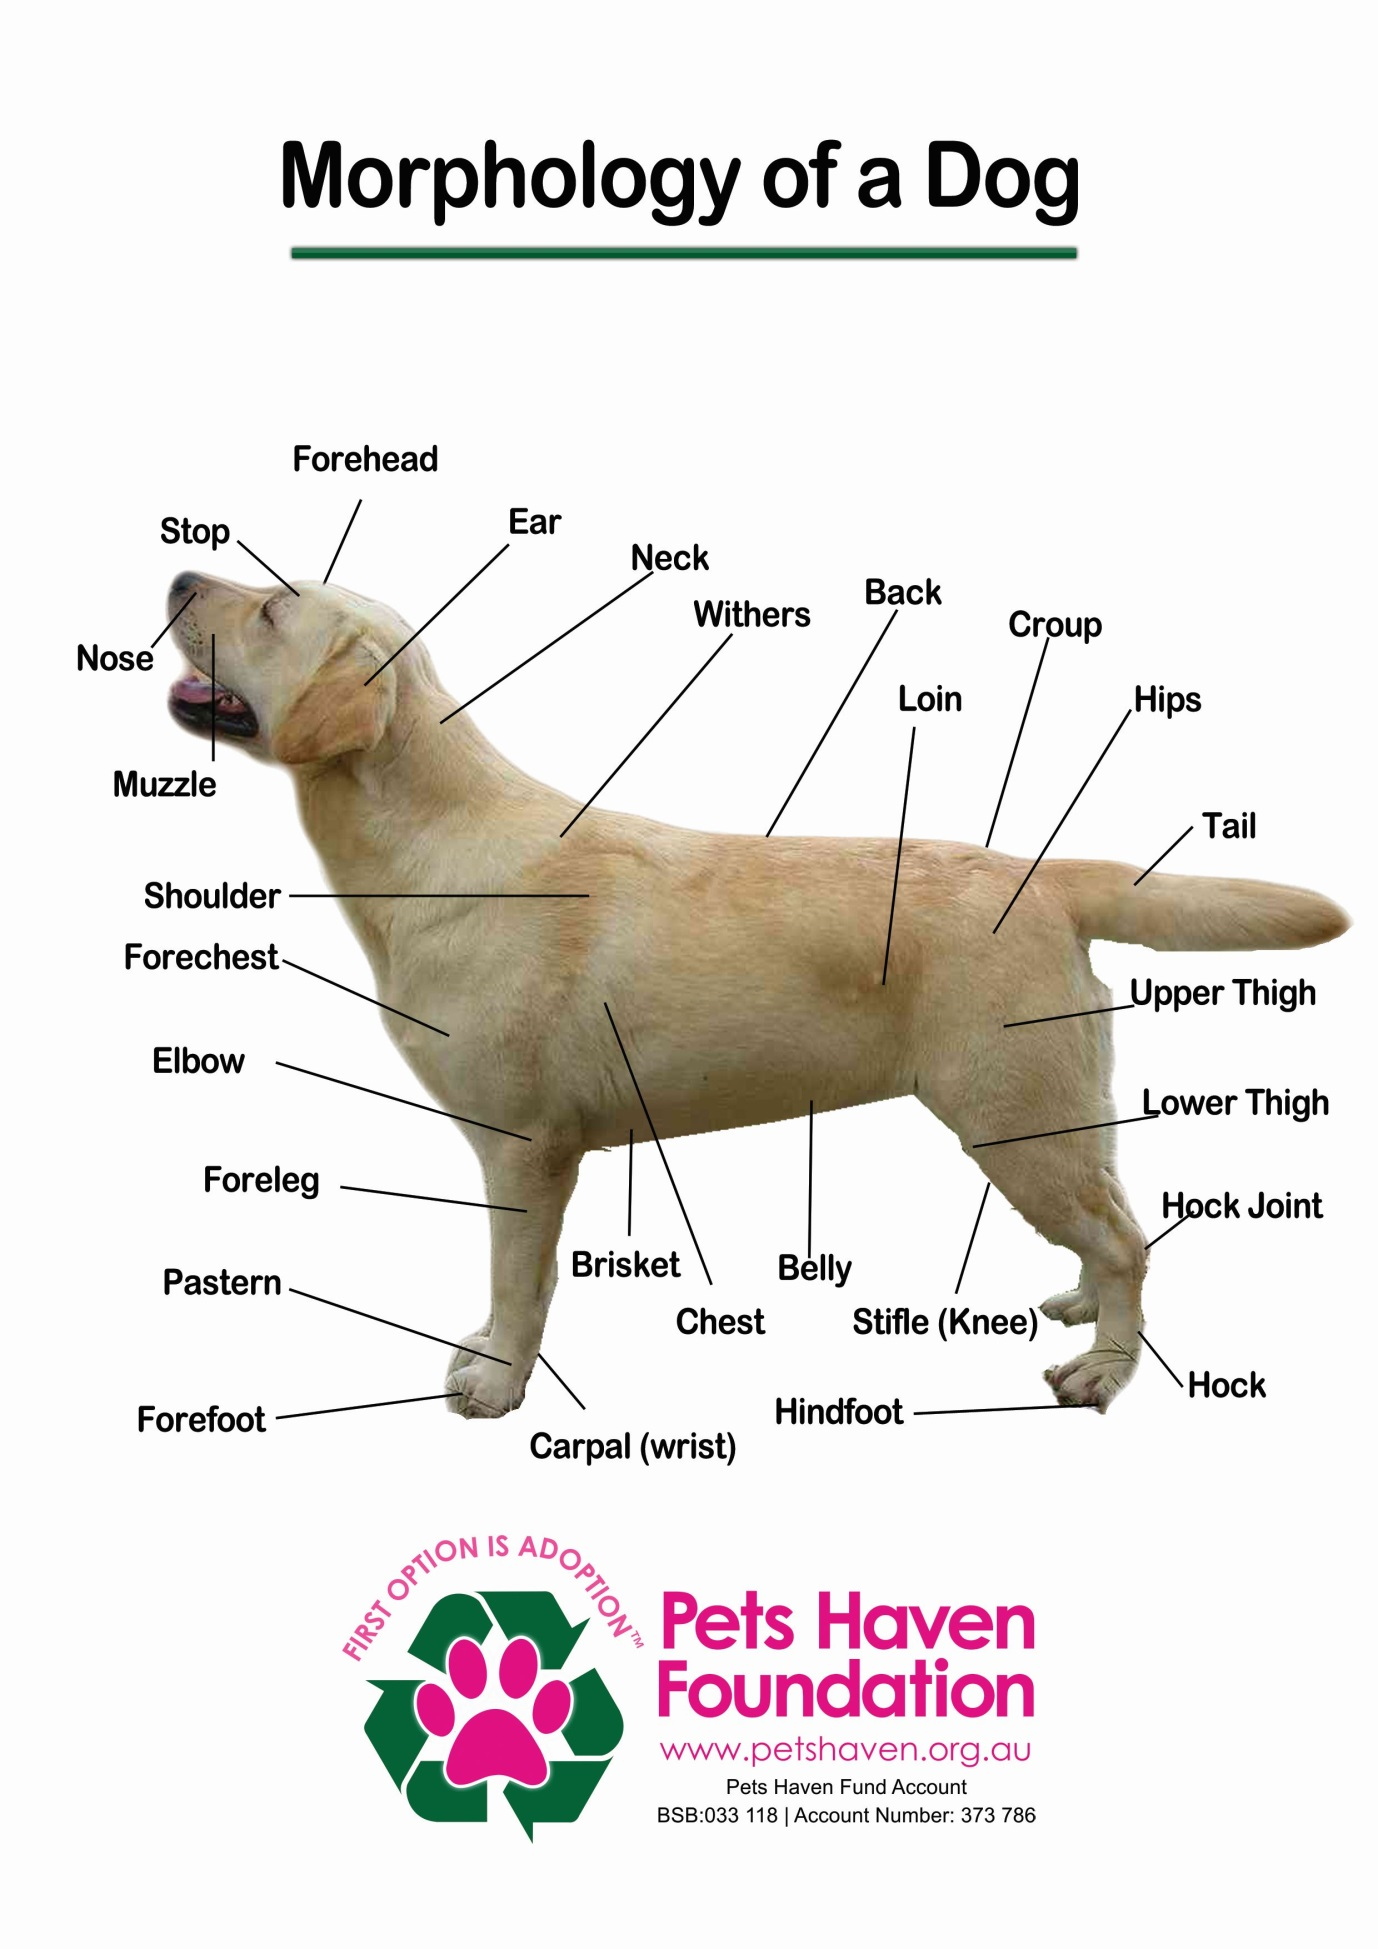 Morphology of a Dog
Forehead
Stop
Ear
Neck
Withers
Back
Croup
Nose
Loin
Hips
Muzzle
Tail
Shoulder
Forechest
Upper Thigh
Elbow
Lower Thigh
Foreleg
Hock Joint
Brisket
Belly
Pastern
Chest
Stifle (Knee)
Hock
Forefoot
Hindfoot
Carpal (wrist)
FIRST OPTION IS ADOPTION™
Pets Haven
Foundation
www.petshaven.org.au
Pets Haven Fund Account
BSB:033 118 | Account Number: 373 786